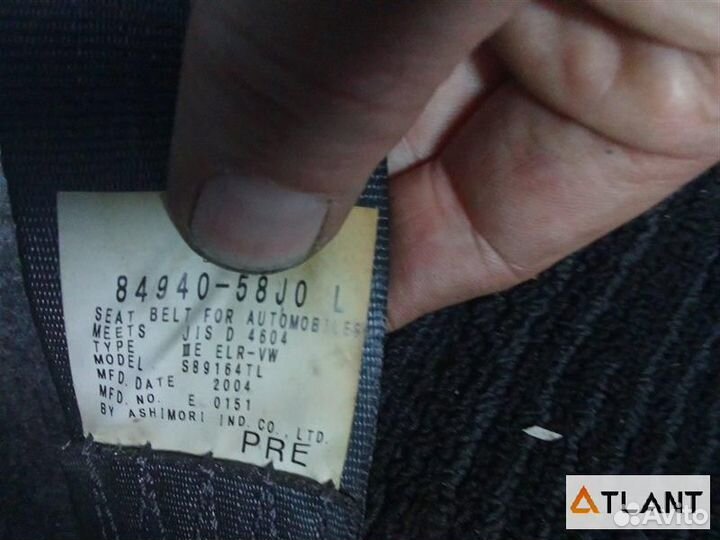 84940-58J0 L
SEAT BELT FOR AUTOMOBILES
MEETS JIS D 4604
TYPE ⅢE ELR-VW
MODEL S89164TL
MFD. DATE 2004
MFD. NO. E 0151
BY ASHIMORI IND. CO., LTD.
PRE
ATLANT
Avito